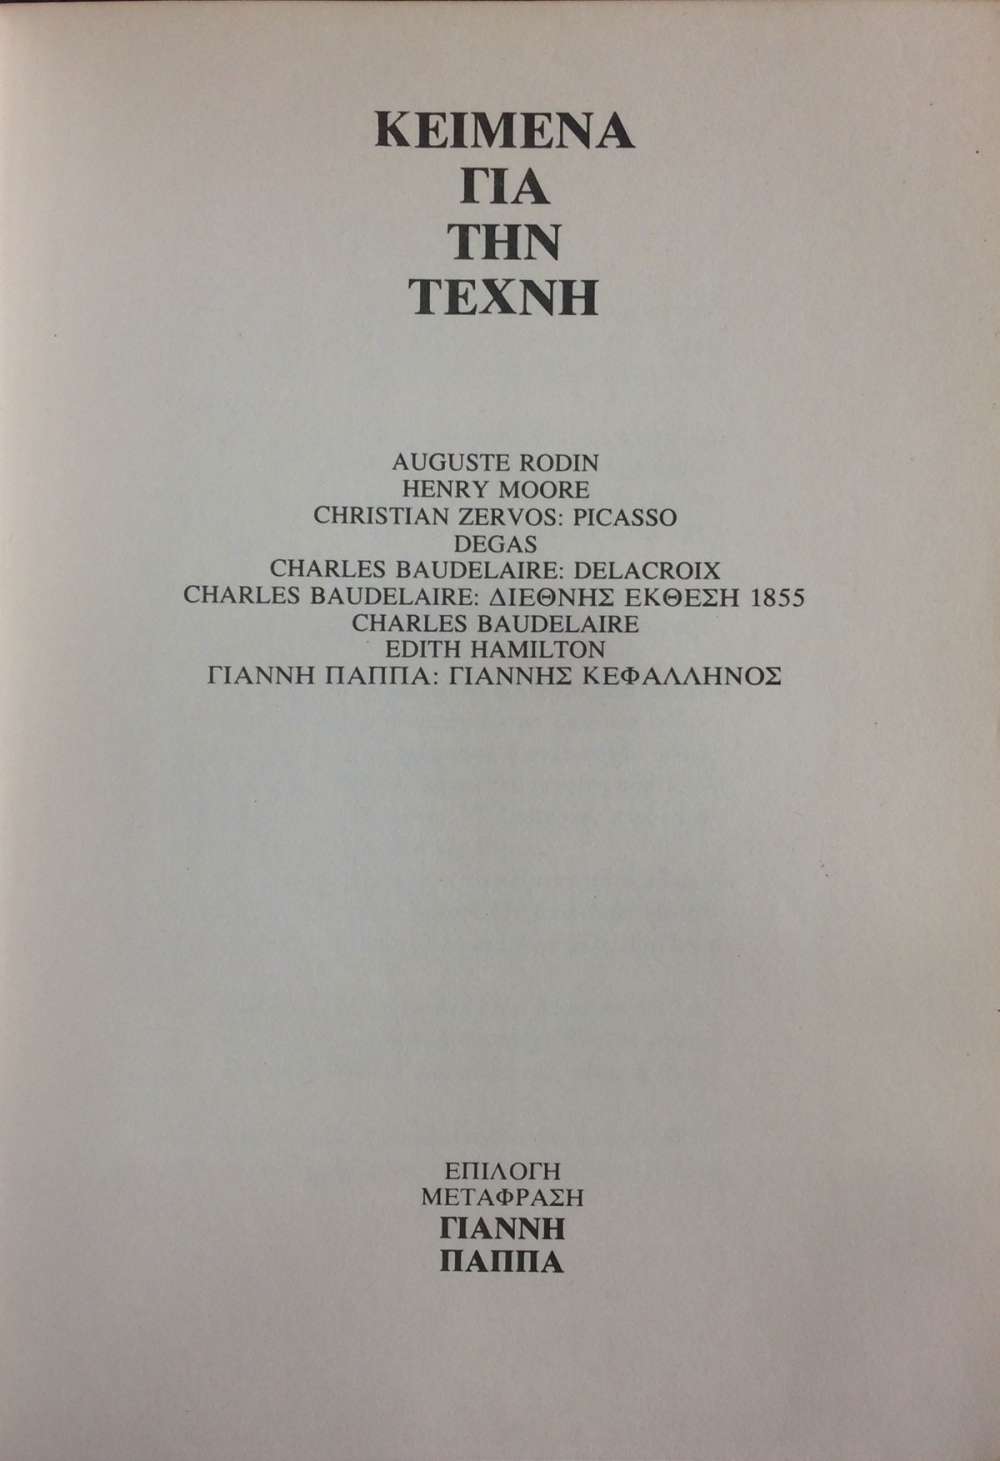 ΚΕΙΜΕΝΑ
ΓΙΑ
ΤΗΝ
ΤΕΧΝΗ
AUGUSTE RODIN
HENRY MOORE
CHRISTIAN ZERVOS: PICASSO
DEGAS
CHARLES BAUDELAIRE: DELACROIX
CHARLES BAUDELAIRE: ΔΙΕΘΝΗΣ ΕΚΘΕΣΗ 1855
CHARLES BAUDELAIRE
EDITH HAMILTON
ΓΙΑΝΝΗ ΠΑΠΠΑ: ΓΙΑΝΝΗΣ ΚΕΦΑΛΛΗΝΟΣ
ΕΠΙΛΟΓΗ
ΜΕΤΑΦΡΑΣΗ
ΓΙΑΝΝΗ
ΠΑΠΠΑ